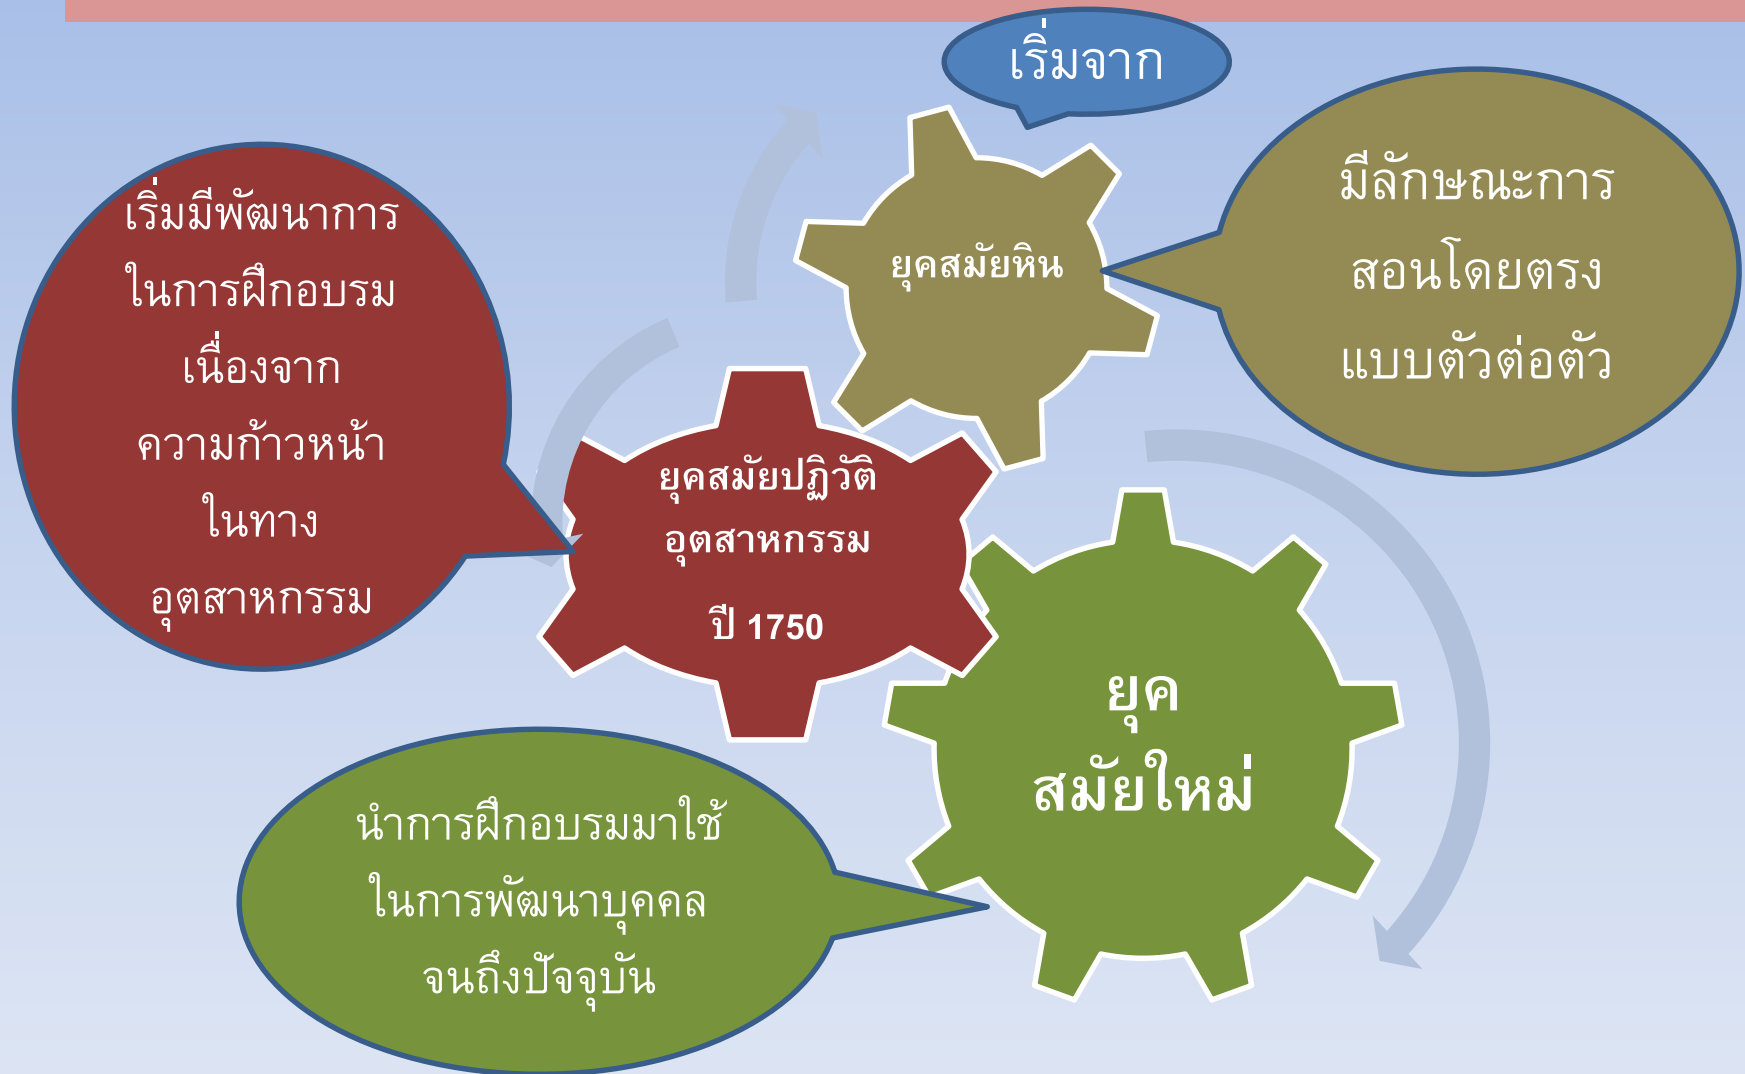 เริ่มจาก
ยุคสมัยหิน
มีลักษณะการ
สอนโดยตรง
แบบตัวต่อตัว
ยุคสมัยปฏิวัติ
อุตสาหกรรม
ปี 1750
เริ่มมีพัฒนาการ
ในการฝึกอบรม
เนื่องจาก
ความก้าวหน้า
ในทาง
อุตสาหกรรม
ยุค
สมัยใหม่
นำการฝึกอบรมมาใช้
ในการพัฒนาบุคคล
จนถึงปัจจุบัน